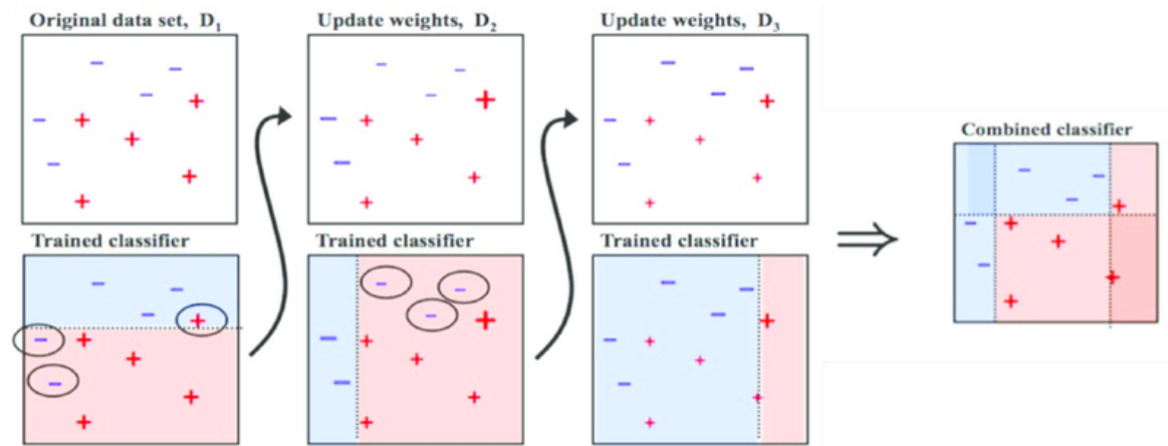 Original data set, D₁
Update weights, D₂
Update weights, D₃
Combined classifier
Trained classifier
Trained classifier
Trained classifier